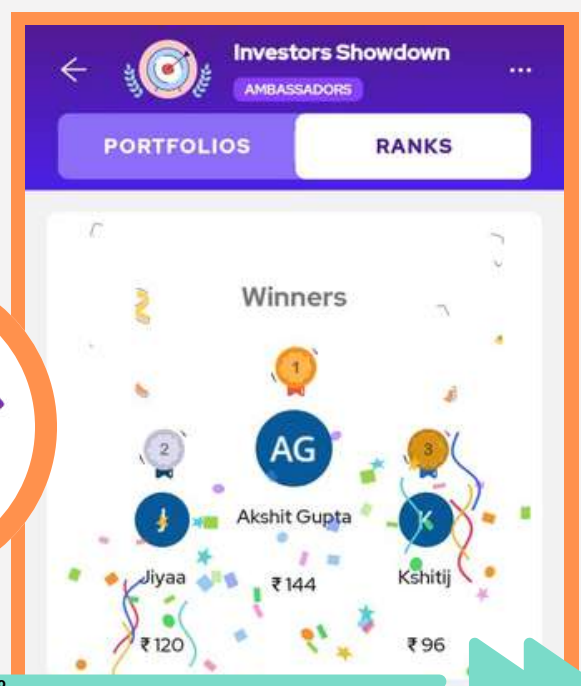 Investors Showdown
AMBASSADORS
PORTFOLIOS
RANKS
Winners
1
2
AG
3
J
Akshit Gupta
K
Jiyaa
₹144
Kshitij
₹120
₹96